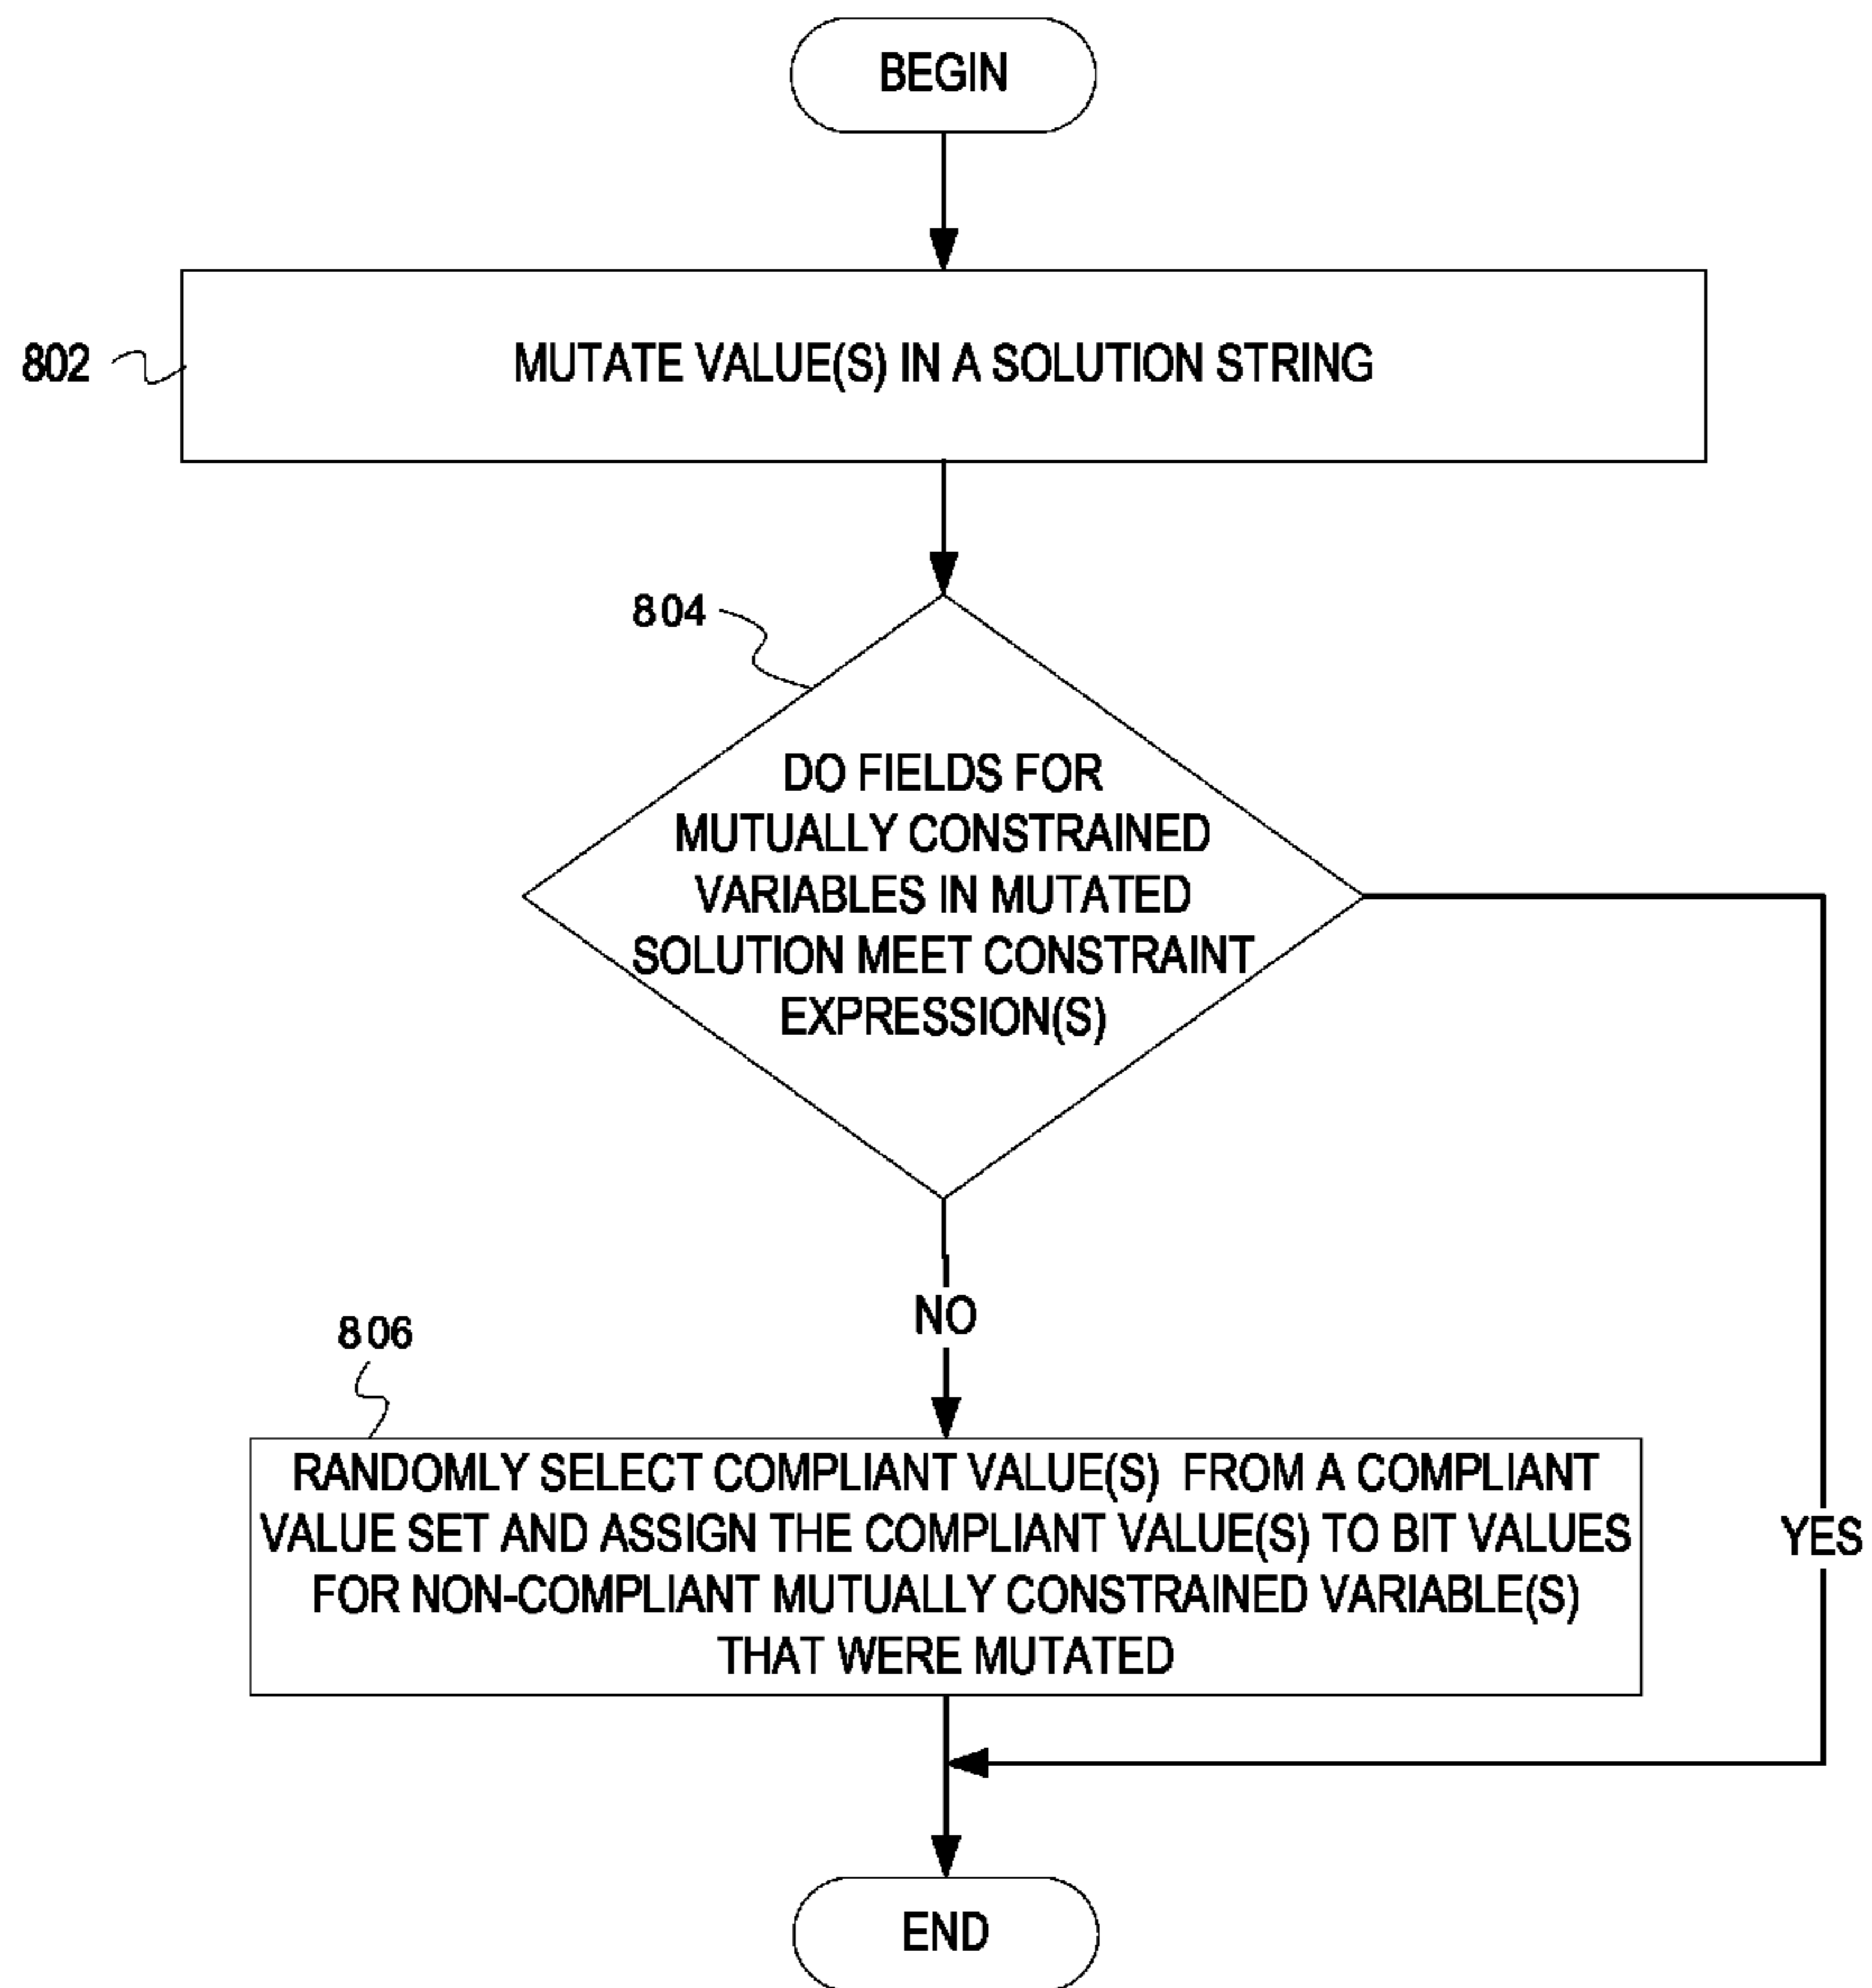 BEGIN
802
MUTATE VALUE(S) IN A SOLUTION STRING
804
DO FIELDS FOR
MUTUALLY CONSTRAINED
VARIABLES IN MUTATED
SOLUTION MEET CONSTRAINT
EXPRESSION(S)
NO
806
RANDOMLY SELECT COMPLIANT VALUE(S) FROM A COMPLIANT
VALUE SET AND ASSIGN THE COMPLIANT VALUE(S) TO BIT VALUES
FOR NON-COMPLIANT MUTUALLY CONSTRAINED VARIABLE(S)
THAT WERE MUTATED
YES
END